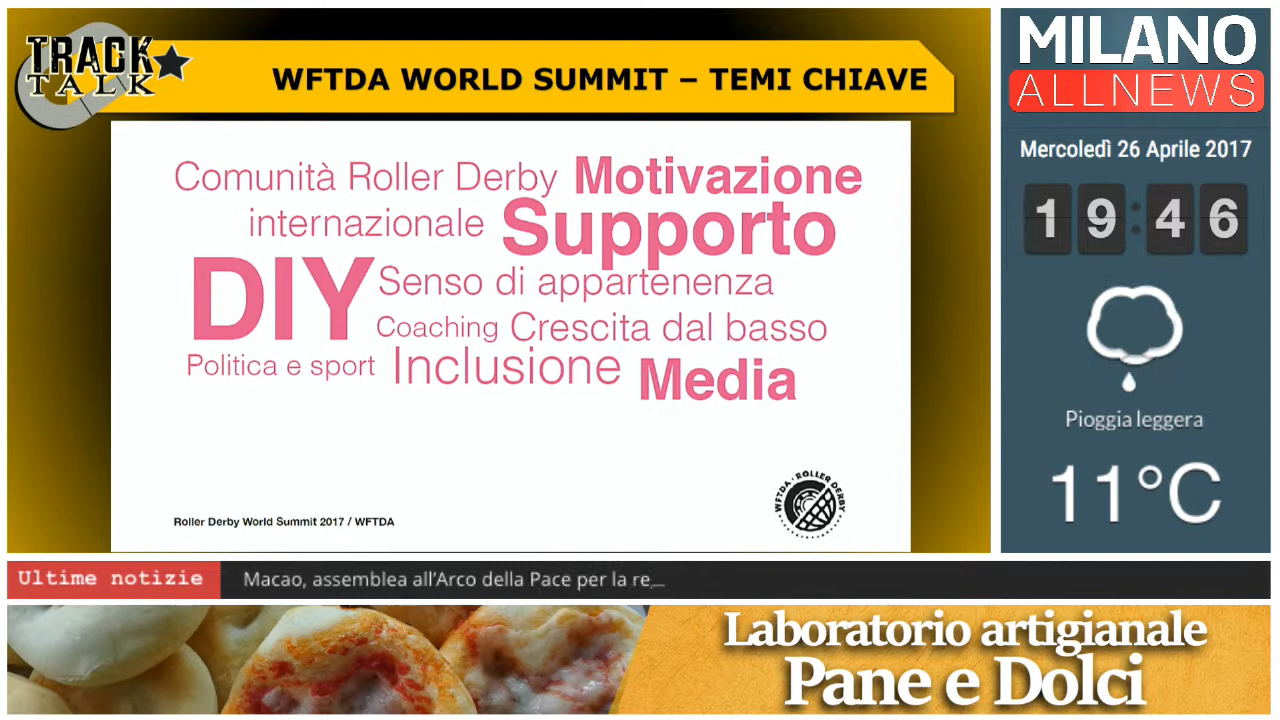 TRACK
TALK
WFTDA WORLD SUMMIT – TEMI CHIAVE
Comunità Roller Derby Motivazione
internazionale Supporto
DIY Senso di appartenenza
Coaching Crescita dal basso
Politica e sport Inclusione Media
WFTDA · ROLLER DERBY
Roller Derby World Summit 2017 / WFTDA
MILANO
ALLNEWS
Mercoledì 26 Aprile 2017
19:46
Pioggia leggera
11°C
Ultime notizie Macao, assemblea all'Arco della Pace per la re_
Laboratorio artigianale
Pane e Dolci